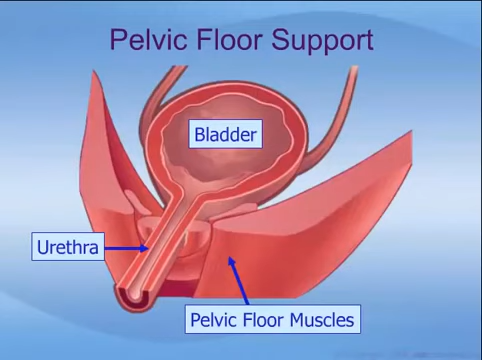 Pelvic Floor Support
Bladder
Urethra
Pelvic Floor Muscles